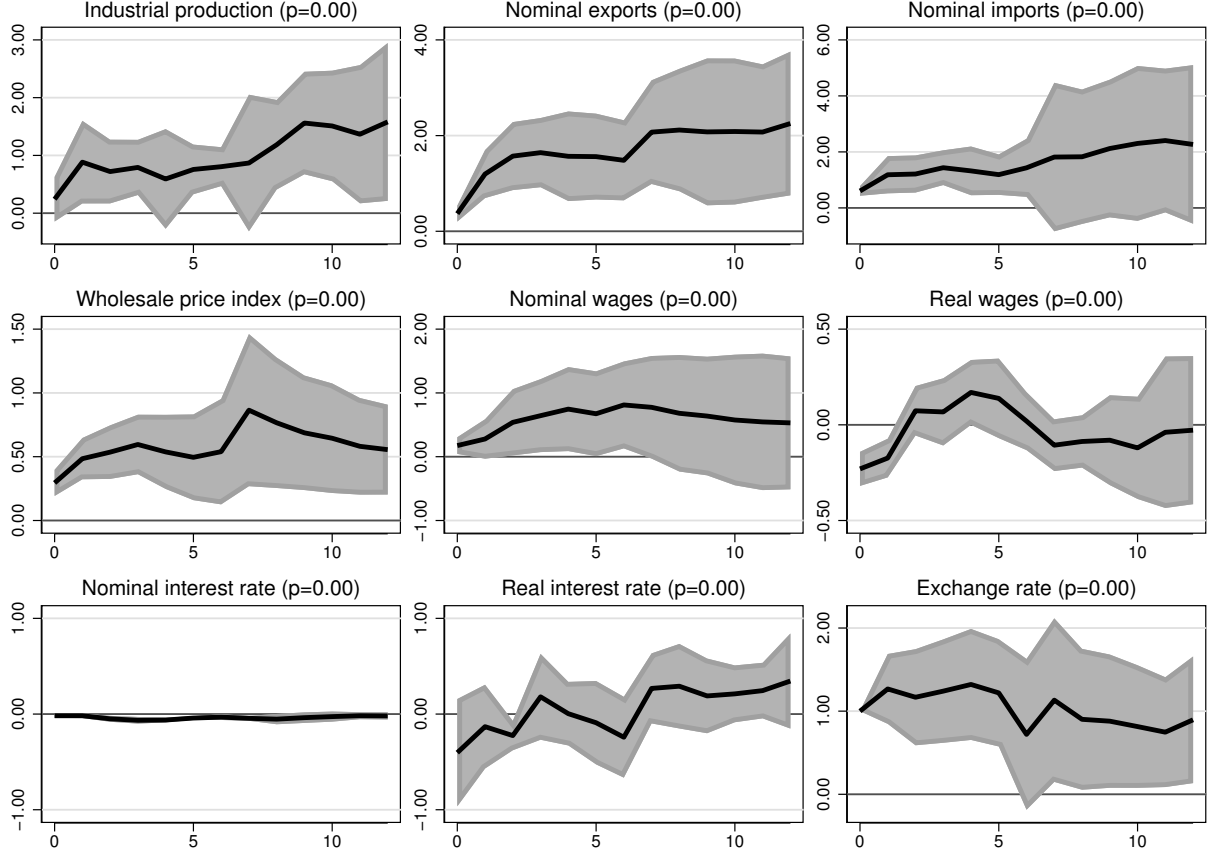 Industrial production (p=0.00)
3.00
2.00
1.00
0.00
0 5 10
Nominal exports (p=0.00)
4.00
2.00
0.00
0 5 10
Nominal imports (p=0.00)
6.00
4.00
2.00
0.00
0 5 10
Wholesale price index (p=0.00)
1.50
1.00
0.50
0.00
0 5 10
Nominal wages (p=0.00)
2.00
1.00
0.00
−1.00
0 5 10
Real wages (p=0.00)
0.50
0.00
−0.50
0 5 10
Nominal interest rate (p=0.00)
1.00
0.00
−1.00
0 5 10
Real interest rate (p=0.00)
1.00
0.00
−1.00
0 5 10
Exchange rate (p=0.00)
2.00
1.00
0.00
0 5 10